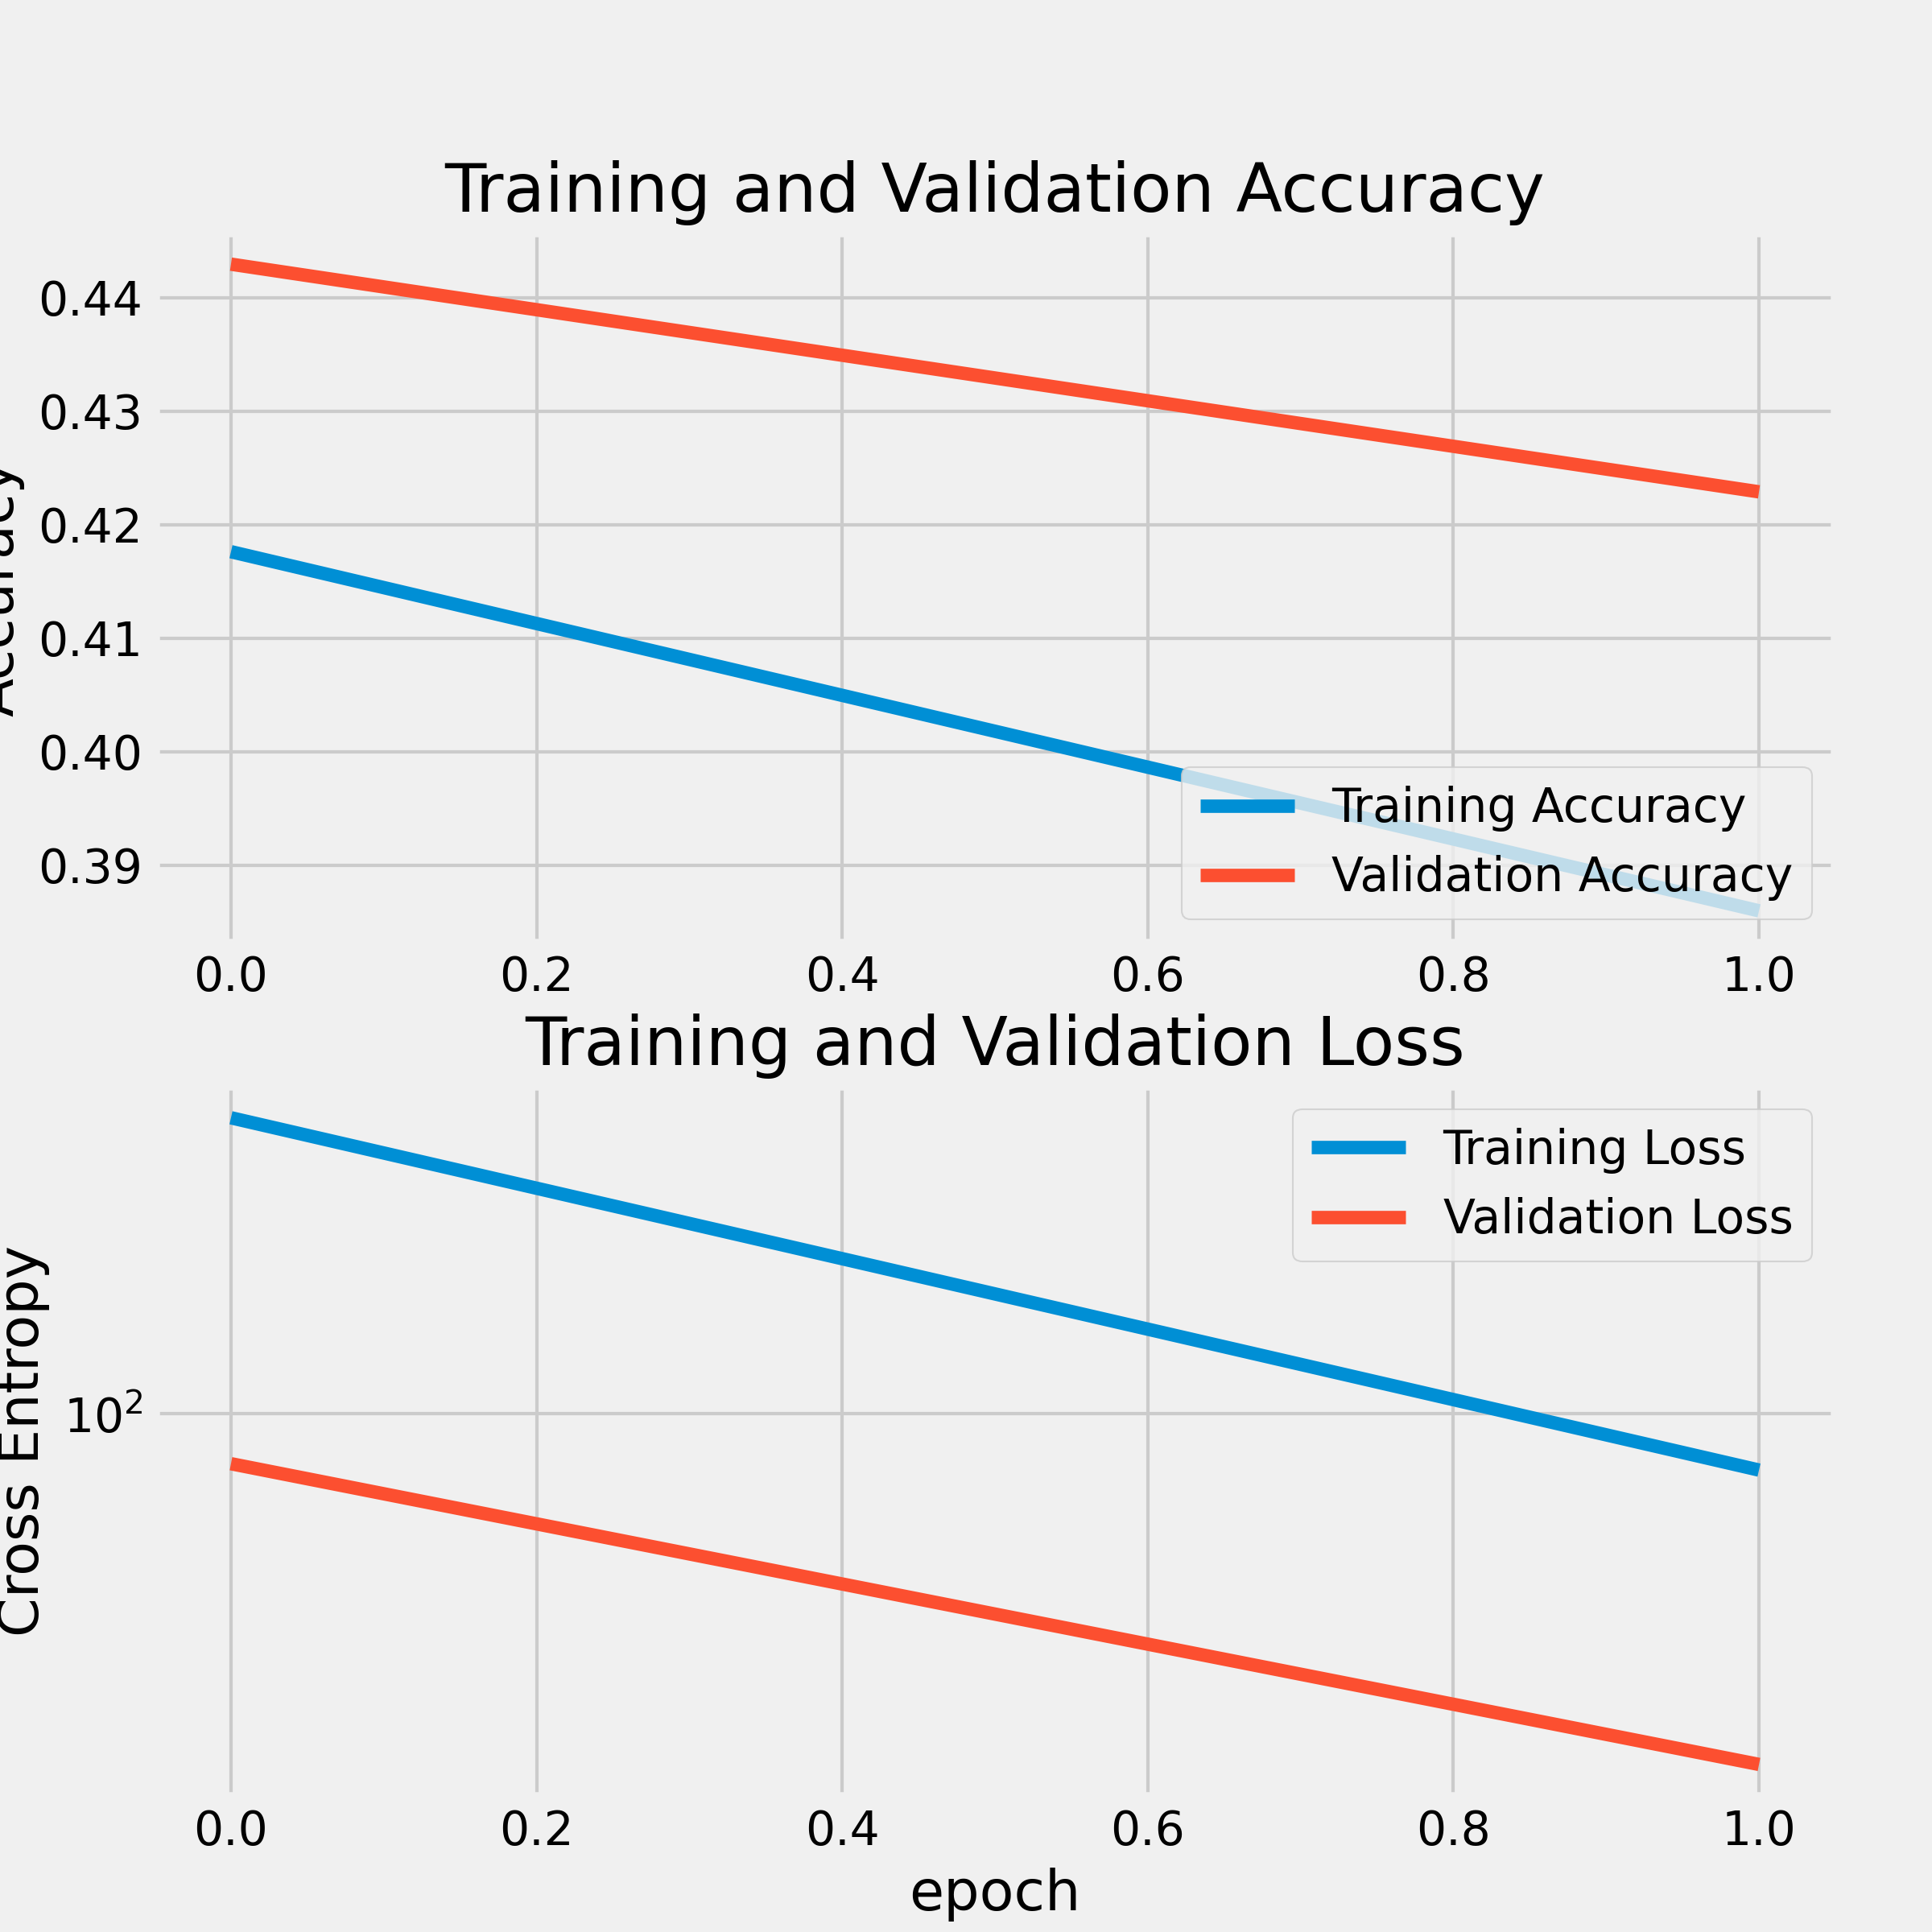 Training and Validation Accuracy
Accuracy
0.44
0.43
0.42
0.41
0.40
0.39
Training Accuracy
Validation Accuracy
0.0 0.2 0.4 0.6 0.8 1.0
Training and Validation Loss
Cross Entropy
10²
Training Loss
Validation Loss
0.0 0.2 0.4 0.6 0.8 1.0
epoch